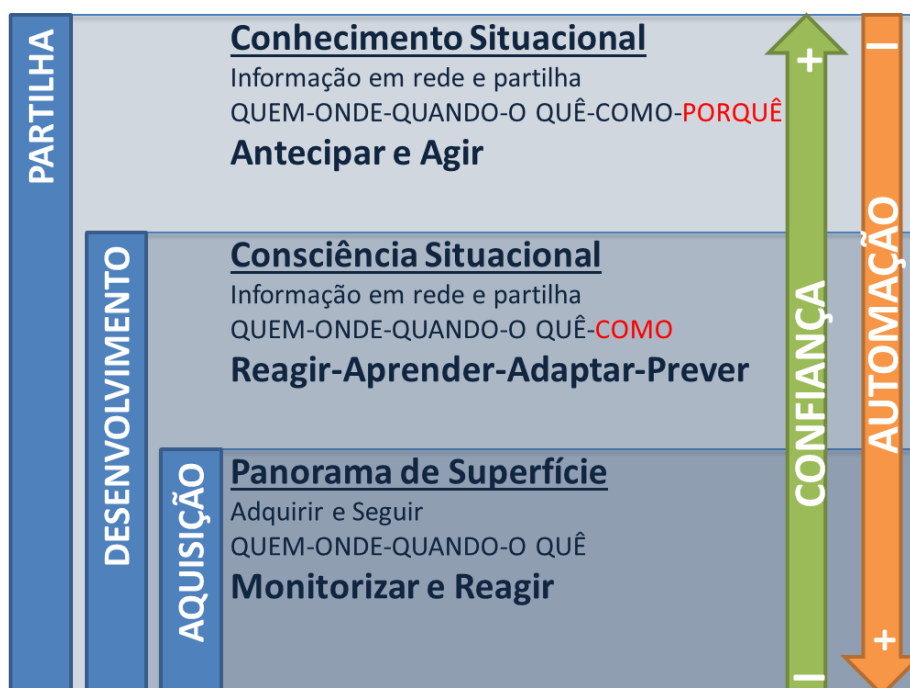 PARTILHA
Conhecimento Situacional
Informação em rede e partilha
QUEM-ONDE-QUANDO-O QUÊ-COMO-PORQUÊ
Antecipar e Agir
DESENVOLVIMENTO
Consciência Situacional
Informação em rede e partilha
QUEM-ONDE-QUANDO-O QUÊ-COMO
Reagir-Aprender-Adaptar-Prever
AQUISIÇÃO
Panorama de Superfície
Adquirir e Seguir
QUEM-ONDE-QUANDO-O QUÊ
Monitorizar e Reagir
+
CONFIANÇA
–
–
AUTOMAÇÃO
+